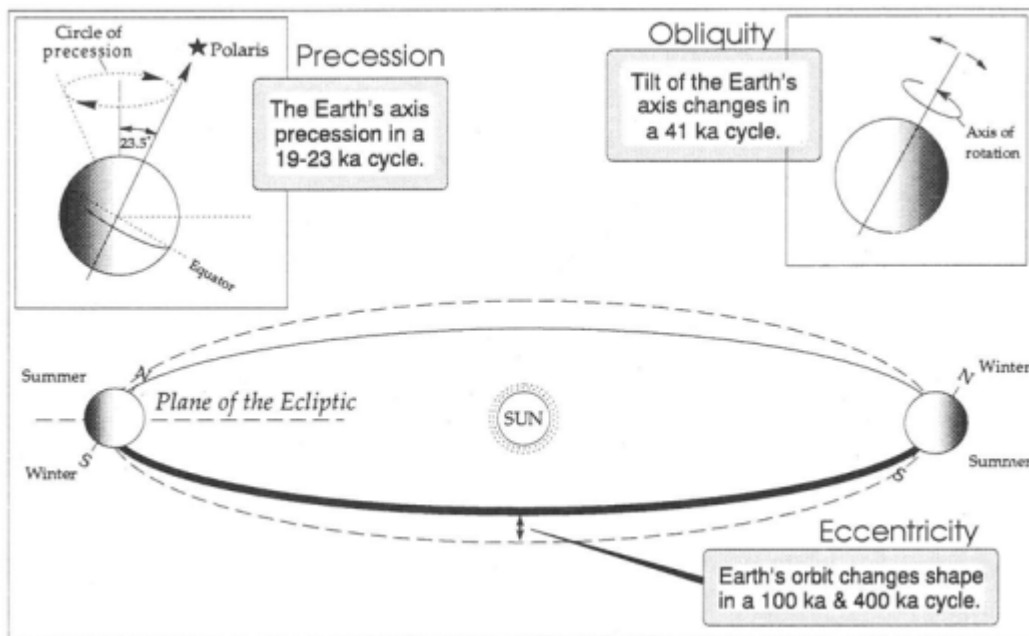 Circle of
precession
Polaris
23.5°
Equator
Precession
The Earth's axis
precession in a
19-23 ka cycle.
Obliquity
Tilt of the Earth's
axis changes in
a 41 ka cycle.
Axis of
rotation
Summer
N
Plane of the Ecliptic
S
Winter
SUN
N
Winter
S
Summer
Eccentricity
Earth's orbit changes shape
in a 100 ka & 400 ka cycle.